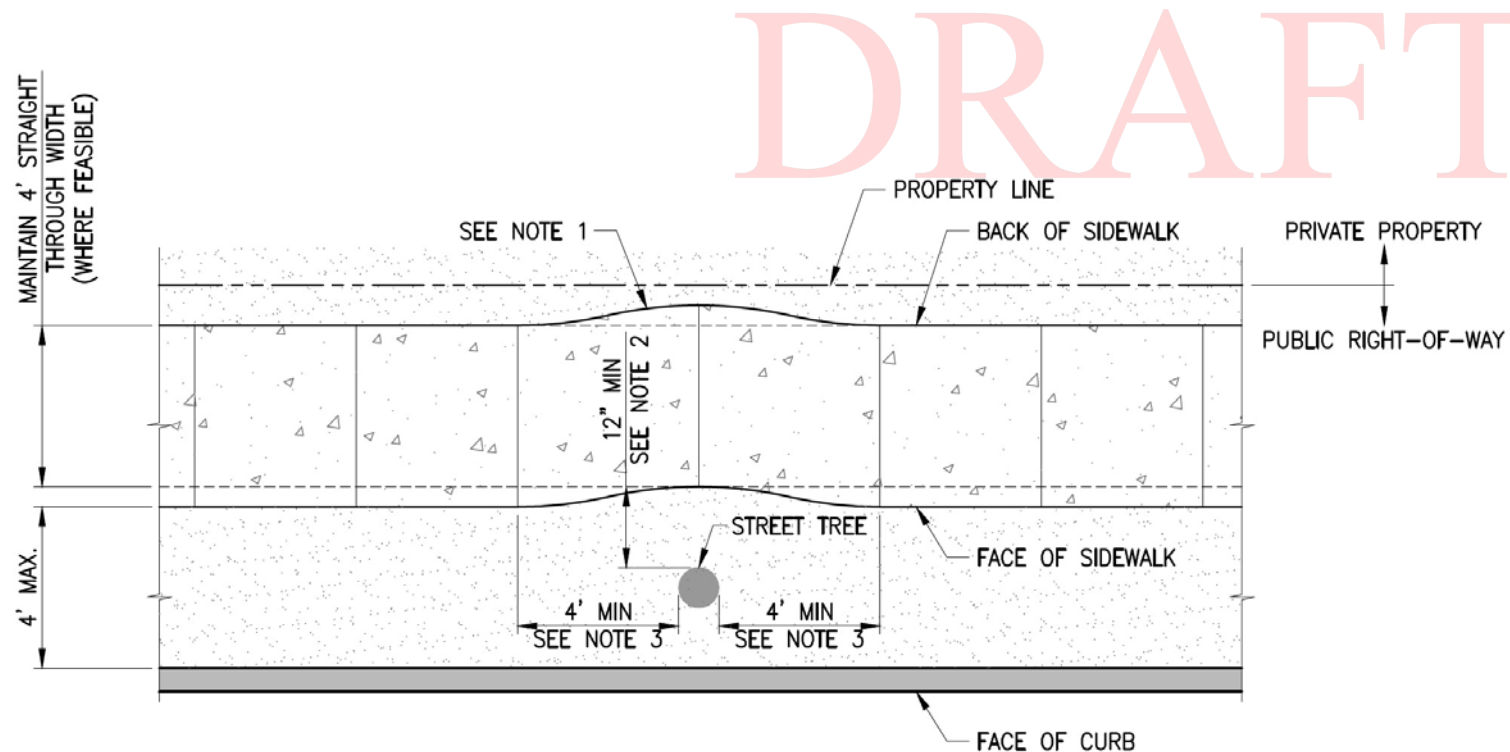 DRAFT
MAINTAIN 4' STRAIGHT
THROUGH WIDTH
(WHERE FEASIBLE)
PROPERTY LINE
SEE NOTE 1
BACK OF SIDEWALK
PRIVATE PROPERTY
PUBLIC RIGHT-OF-WAY
12" MIN
SEE NOTE 2
STREET TREE
FACE OF SIDEWALK
4' MAX.
4' MIN
SEE NOTE 3
4' MIN
SEE NOTE 3
FACE OF CURB